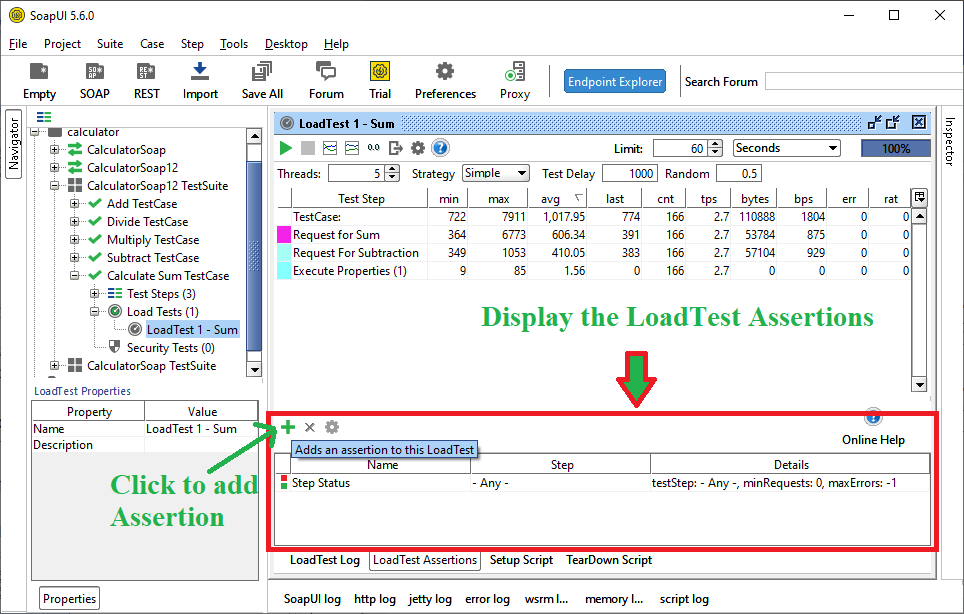 SoapUI 5.6.0
File Project Suite Case Step Tools Desktop Help
Empty SOAP REST Import Save All Forum Trial Preferences Proxy Endpoint Explorer Search Forum
SO AP
RE ST
Navigator
Inspector
calculator
CalculatorSoap
CalculatorSoap12
CalculatorSoap12 TestSuite
Add TestCase
Divide TestCase
Multiply TestCase
Subtract TestCase
Calculate Sum TestCase
Test Steps (3)
Load Tests (1)
LoadTest 1 - Sum
Security Tests (0)
CalculatorSoap TestSuite
LoadTest Properties
Property Value
Name LoadTest 1 - Sum
Description
Click to add
Assertion
Properties
LoadTest 1 - Sum
0.0 ? Limit: 60 Seconds 100%
Threads: 5 Strategy Simple Test Delay 1000 Random 0.5
Test Step min max avg last cnt tps bytes bps err rat
TestCase: 722 7911 1,017.95 774 166 2.7 110888 1804 0 0
Request for Sum 364 6773 606.34 391 166 2.7 53784 875 0 0
Request For Subtraction 349 1053 410.05 383 166 2.7 57104 929 0 0
Execute Properties (1) 9 85 1.56 0 166 2.7 0 0 0 0
Display the LoadTest Assertions
?
Online Help
Adds an assertion to this LoadTest
Name Step Details
Step Status - Any - testStep: - Any -, minRequests: 0, maxErrors: -1
LoadTest Log LoadTest Assertions Setup Script TearDown Script
SoapUI log http log jetty log error log wsrm l... memory l... script log